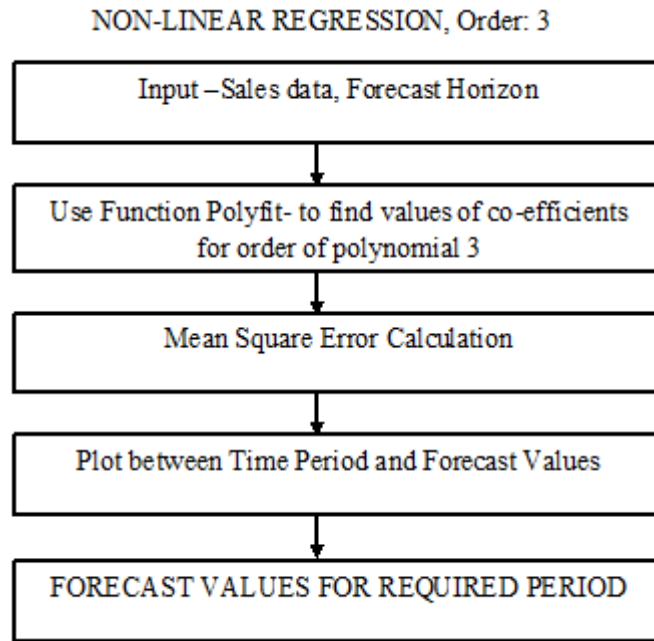 NON-LINEAR REGRESSION, Order: 3
Input –Sales data, Forecast Horizon
Use Function Polyfit- to find values of co-efficients
for order of polynomial 3
Mean Square Error Calculation
Plot between Time Period and Forecast Values
FORECAST VALUES FOR REQUIRED PERIOD